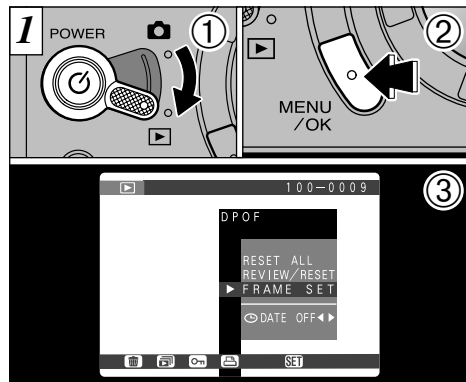 1
POWER
①
②
MENU
/OK
③
100-0009
DPOF
RESET ALL
REVIEW/RESET
▶ FRAME SET
DATE OFF◀▶
SET